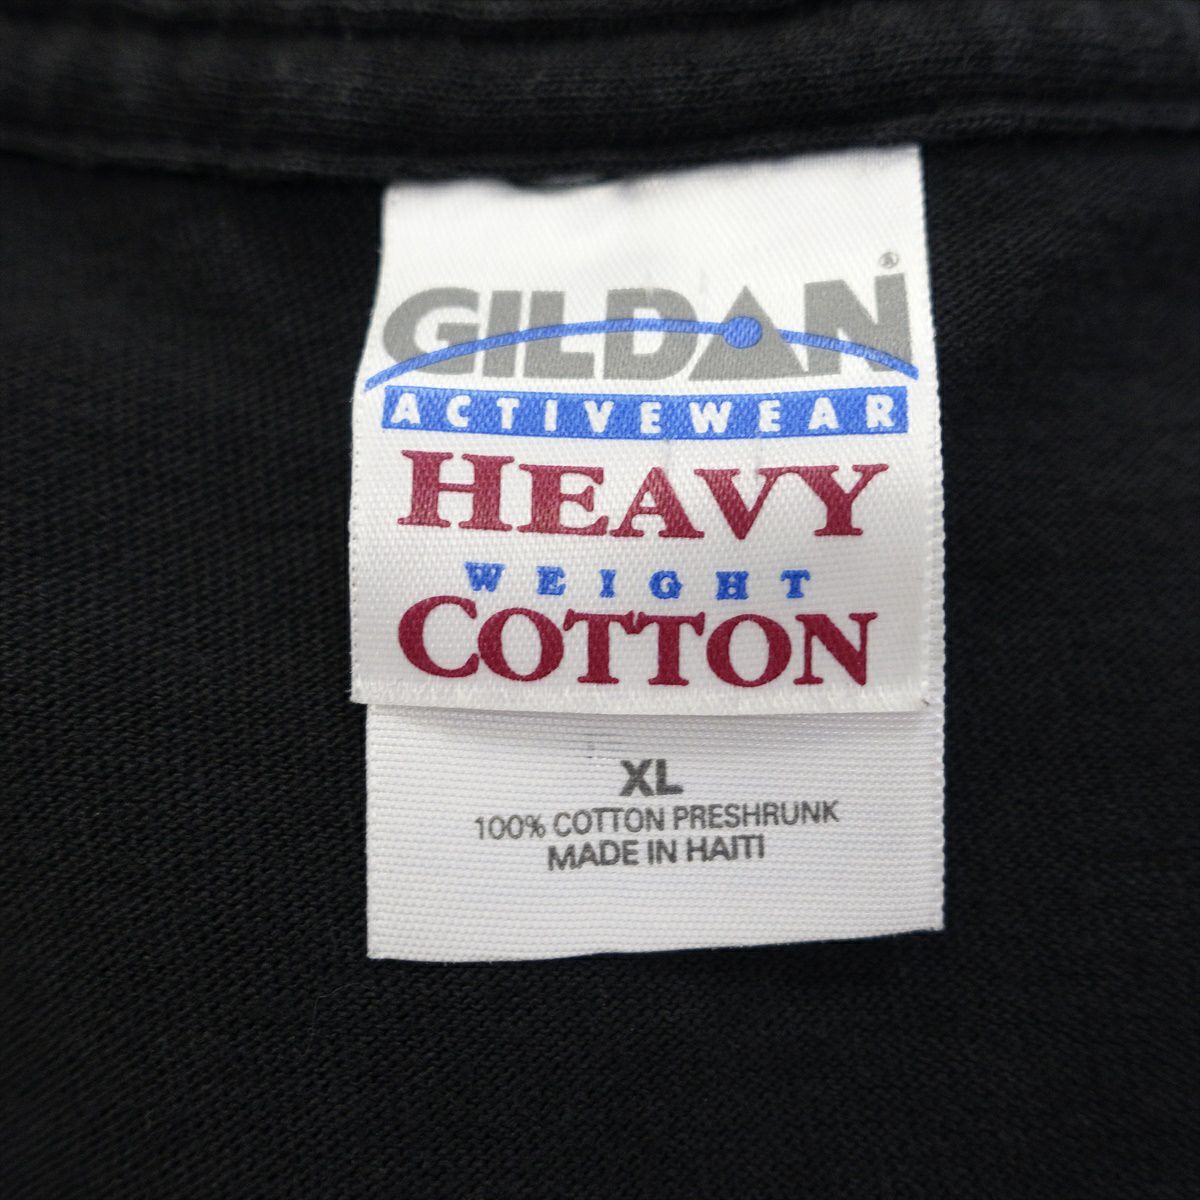 GILDAN®
ACTIVEWEAR
HEAVY
WEIGHT
COTTON
XL
100% COTTON PRESHRUNK
MADE IN HAITI